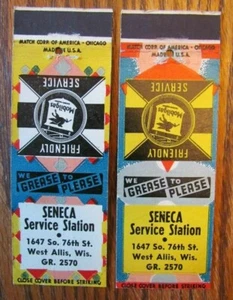 MATCH CORP. OF AMERICA - CHICAGO
MADE IN U.S.A.
FRIENDLY
SERVICE
Mobilgas
WE
GREASE TO
PLEASE
SENECA
Service Station
1647 So. 76th St.
West Allis, Wis.
GR. 2570
CLOSE COVER BEFORE STRIKING
MATCH CORP. OF AMERICA - CHICAGO
MADE IN U.S.A.
SERVICE
Mobilgas
FRIENDLY
WE
GREASE TO
PLEASE
SENECA
Service Station
1647 So. 76th St.
West Allis, Wis.
GR. 2570
CLOSE COVER BEFORE STRIKING